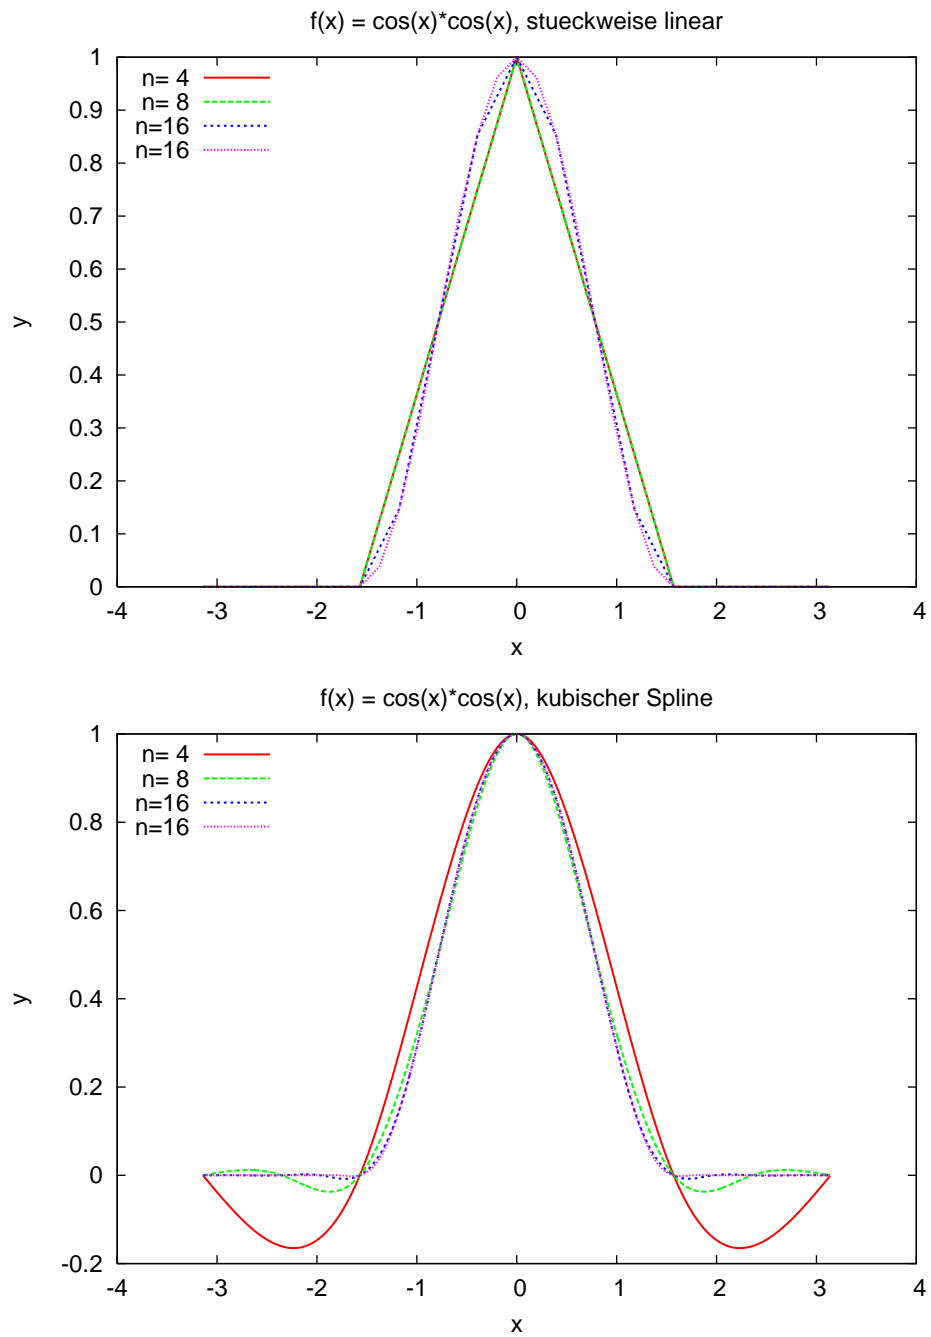 f(x) = cos(x)*cos(x), stueckweise linear
1
n= 4
0.9
n= 8
n=16
0.8
n=16
0.7
0.6
y
0.5
0.4
0.3
0.2
0.1
0
-4 -3 -2 -1 0 1 2 3 4
x
f(x) = cos(x)*cos(x), kubischer Spline
1
n= 4
n= 8
n=16
0.8
n=16
0.6
y
0.4
0.2
0
-0.2
-4 -3 -2 -1 0 1 2 3 4
x